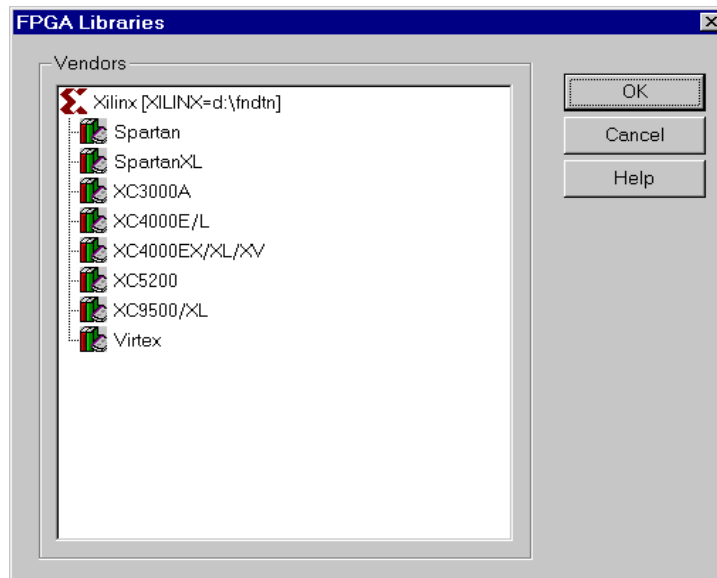 FPGA Libraries
Vendors
Xilinx [XILINX=d:\fndtn]
Spartan
SpartanXL
XC3000A
XC4000E/L
XC4000EX/XL/XV
XC5200
XC9500/XL
Virtex
OK
Cancel
Help